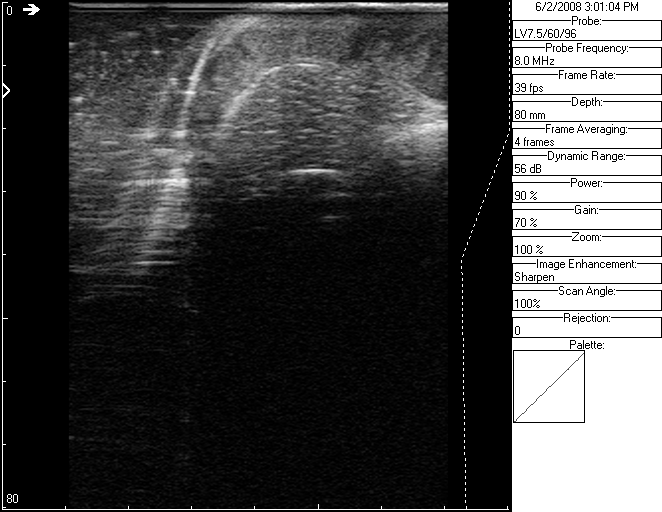 0
80
6/2/2008 3:01:04 PM
Probe:
LV7.5/60/96
Probe Frequency:
8.0 MHz
Frame Rate:
39 fps
Depth:
80 mm
Frame Averaging:
4 frames
Dynamic Range:
56 dB
Power:
90 %
Gain:
70 %
Zoom:
100 %
Image Enhancement:
Sharpen
Scan Angle:
100%
Rejection:
0
Palette: